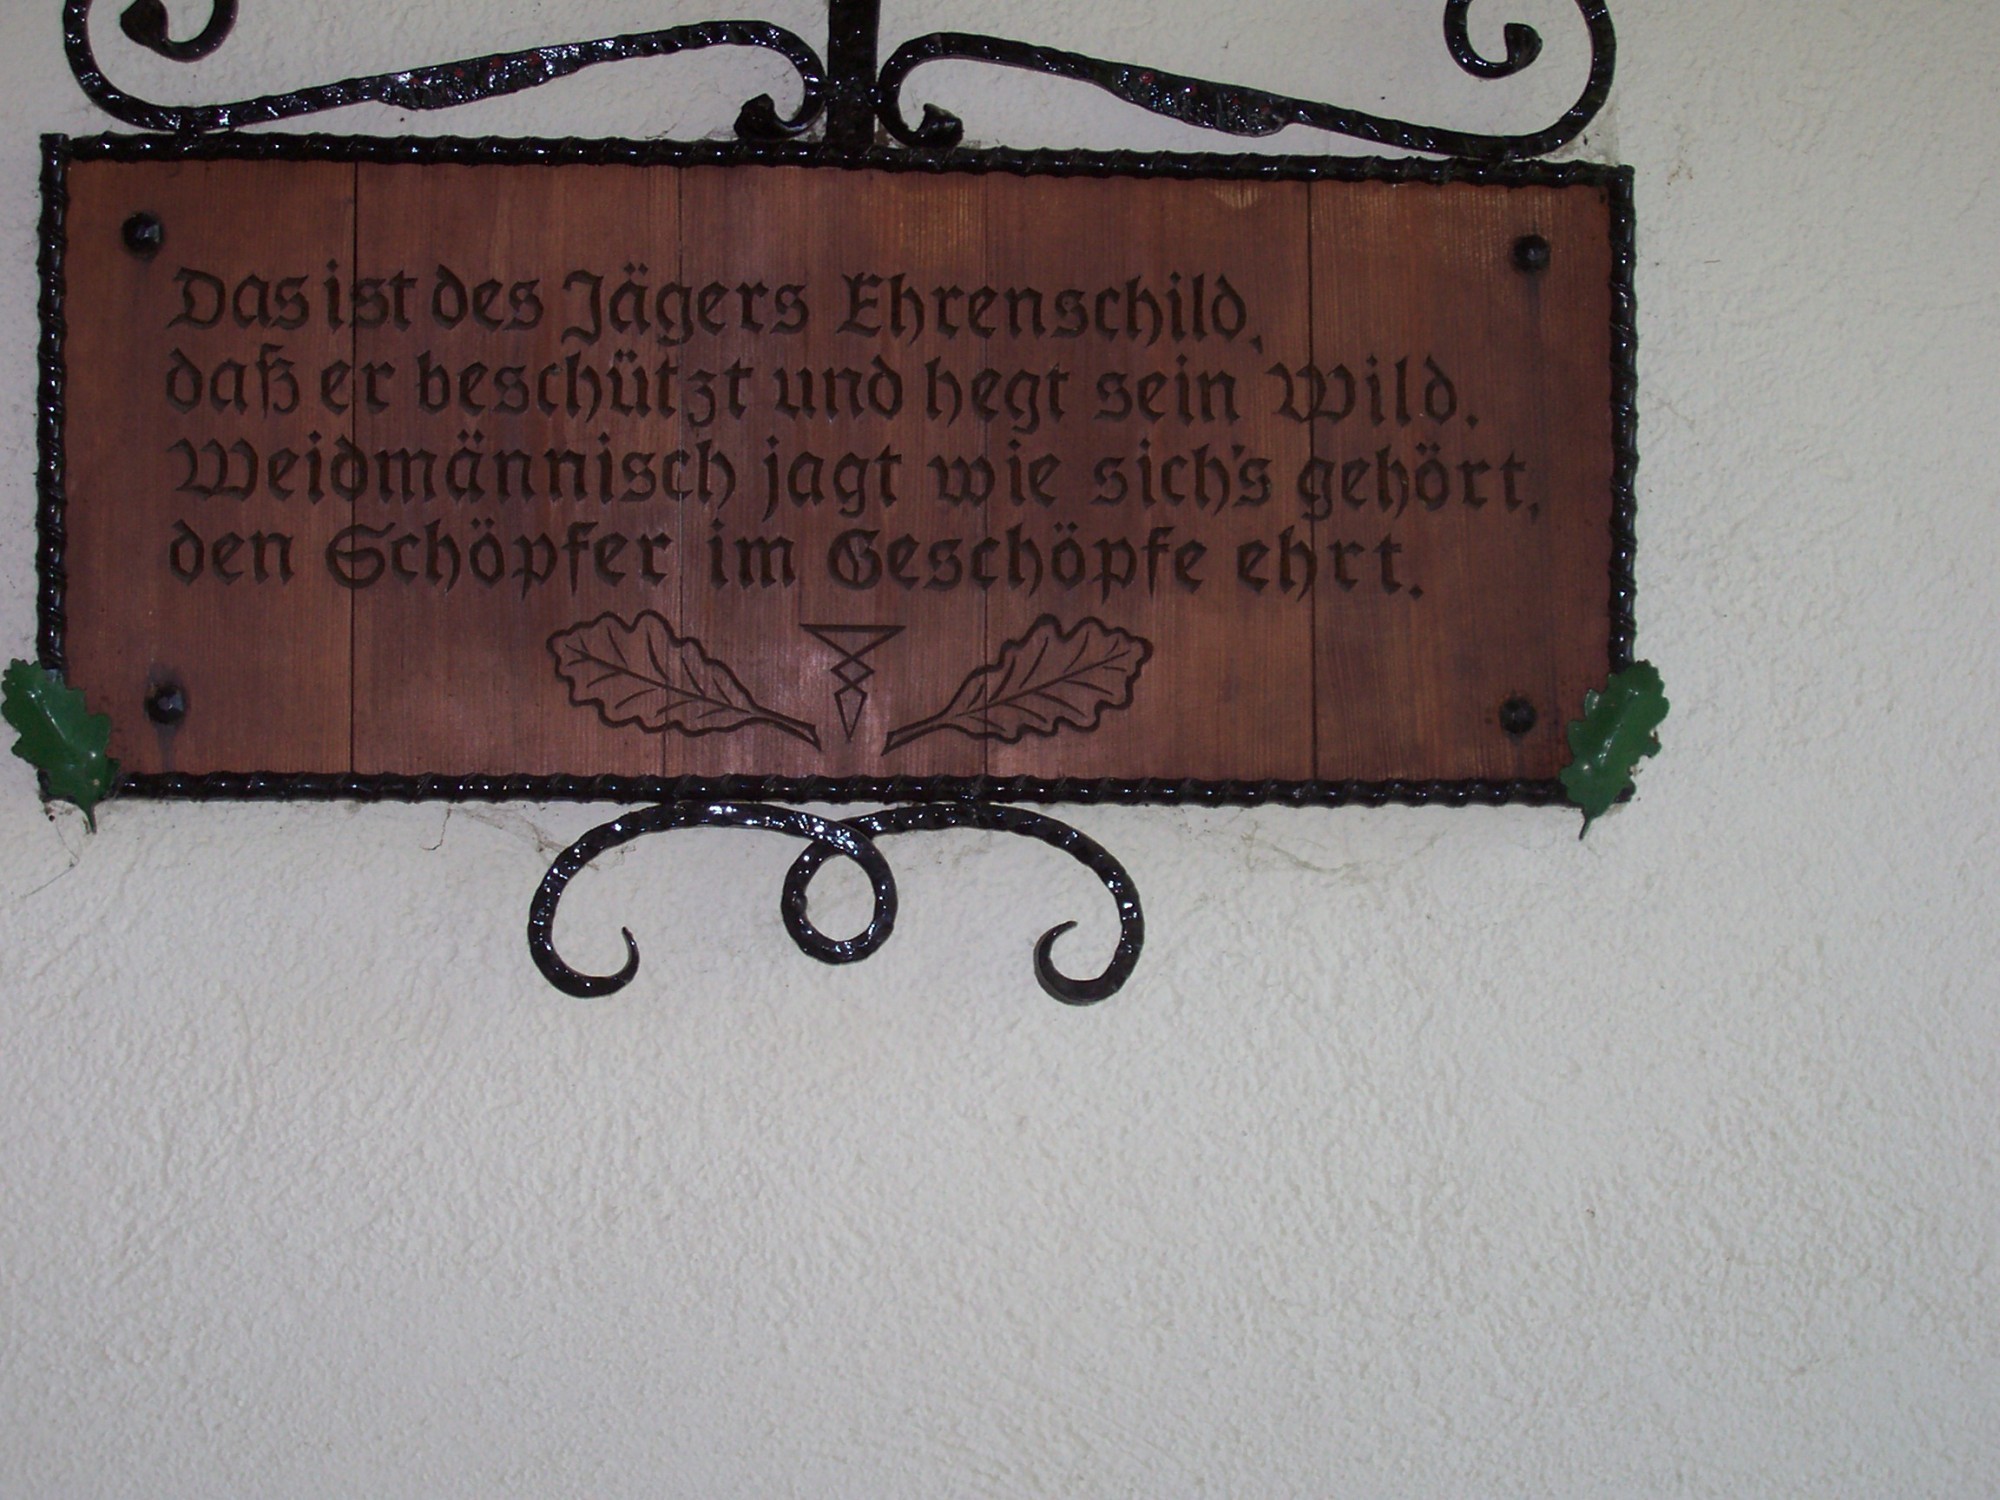 Das ist des Jägers Ehrenschild,
daß er beschützt und hegt sein Wild.
Weidmännisch jagt wie sich's gehört,
den Schöpfer im Geschöpfe ehrt.